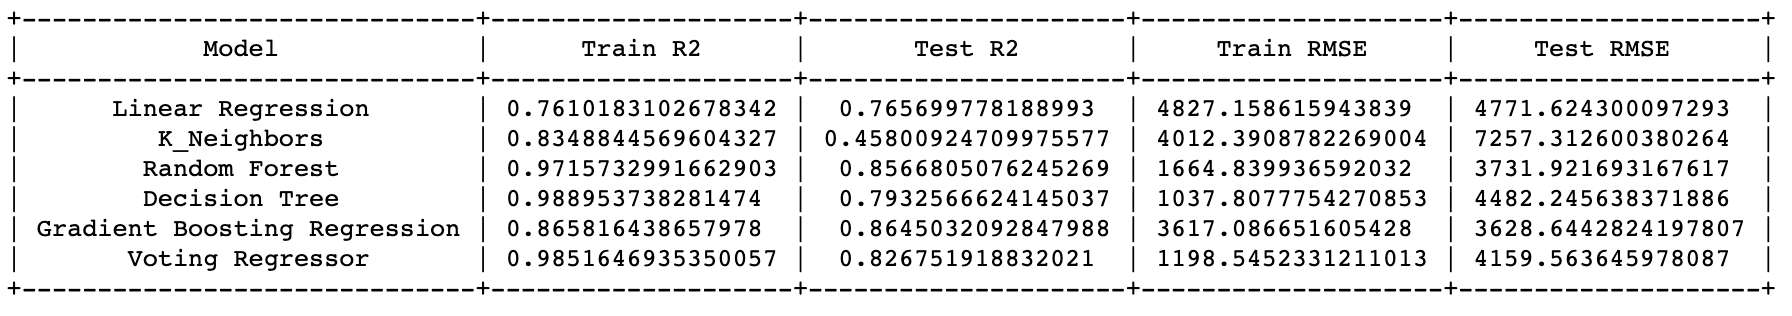 +------------------------------+--------------------+---------------------+--------------------+--------------------+
|            Model             |      Train R2      |       Test R2       |     Train RMSE     |     Test RMSE      |
+------------------------------+--------------------+---------------------+--------------------+--------------------+
|      Linear Regression       | 0.7610183102678342 |  0.765699778188993  | 4827.158615943839  | 4771.624300097293  |
|         K_Neighbors          | 0.8348844569604327 | 0.45800924709975577 | 4012.3908782269004 | 7257.312600380264  |
|        Random Forest         | 0.9715732991662903 |  0.8566805076245269 | 1664.839936592032  | 3731.921693167617  |
|        Decision Tree         | 0.988953738281474  |  0.7932566624145037 | 1037.8077754270853 | 4482.245638371886  |
| Gradient Boosting Regression | 0.865816438657978  |  0.8645032092847988 | 3617.086651605428  | 3628.6442824197807 |
|       Voting Regressor       | 0.9851646935350057 |  0.826751918832021  | 1198.5452331211013 | 4159.563645978087  |
+------------------------------+--------------------+---------------------+--------------------+--------------------+